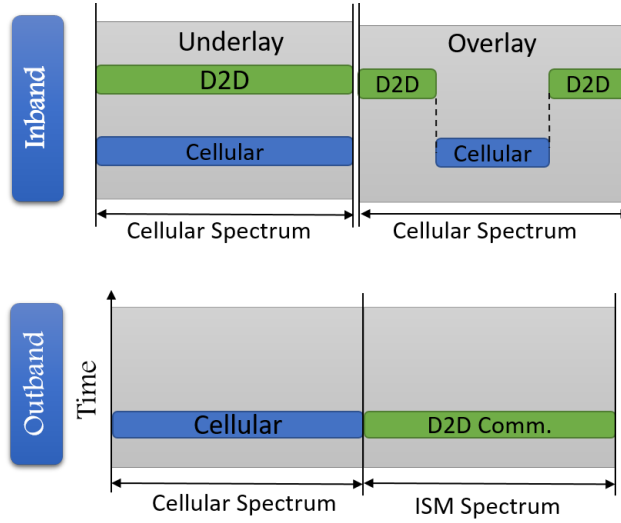 Inband
Underlay
D2D
Cellular
Cellular Spectrum
Overlay
D2D
D2D
Cellular
Cellular Spectrum
Outband
Time
Cellular
D2D Comm.
Cellular Spectrum
ISM Spectrum